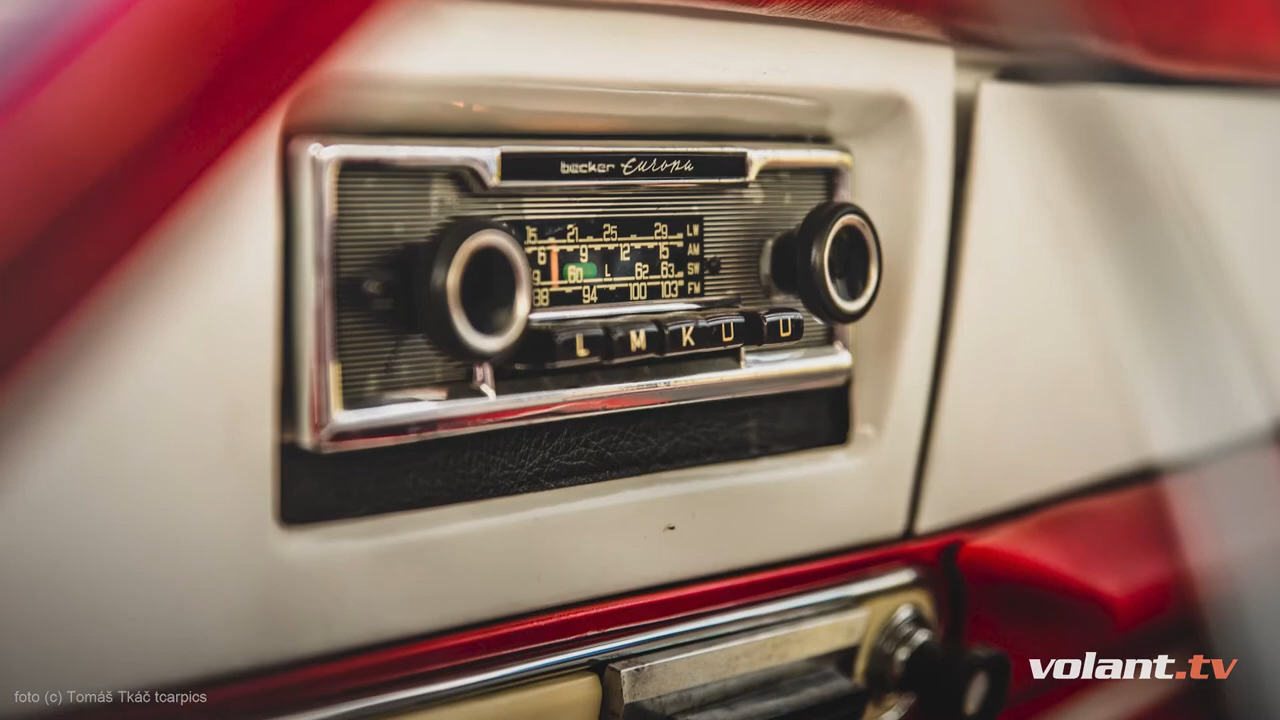 becker Europa
15 21 25 29 LW
6 9 12 15 AM
9 60 L 62 63 SW
88 94 100 103 FM
L M K U U
volant.tv
foto (c) Tomáš Tkáč tcarpics